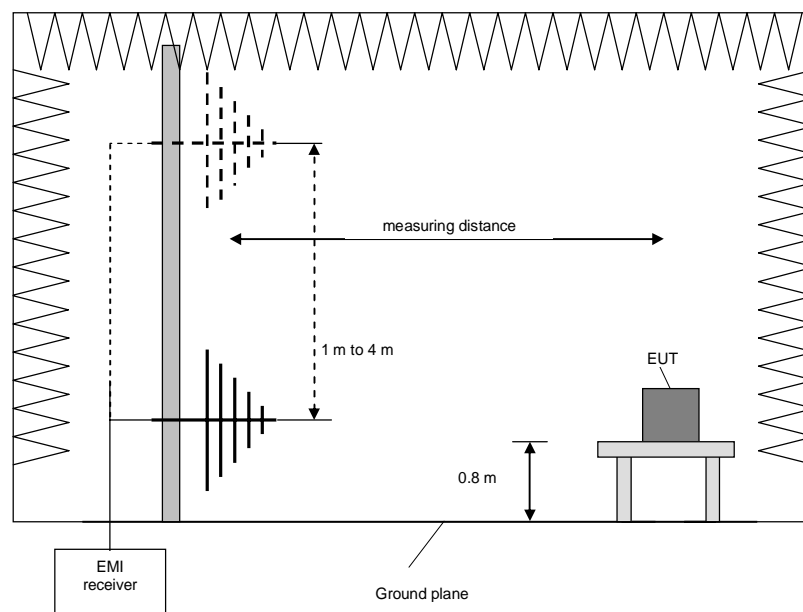 measuring distance
1 m to 4 m
EUT
0.8 m
EMI
receiver
Ground plane